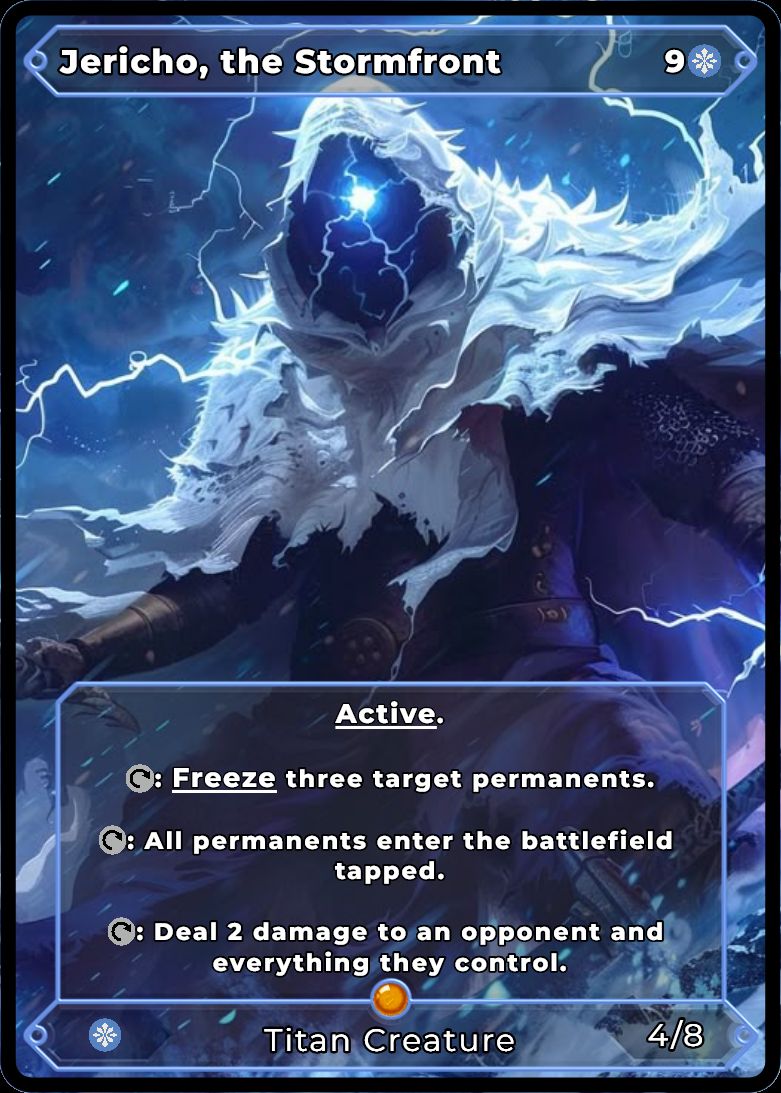 Jericho, the Stormfront 9
Active.
: Freeze three target permanents.
: All permanents enter the battlefield
tapped.
: Deal 2 damage to an opponent and
everything they control.
Titan Creature 4/8